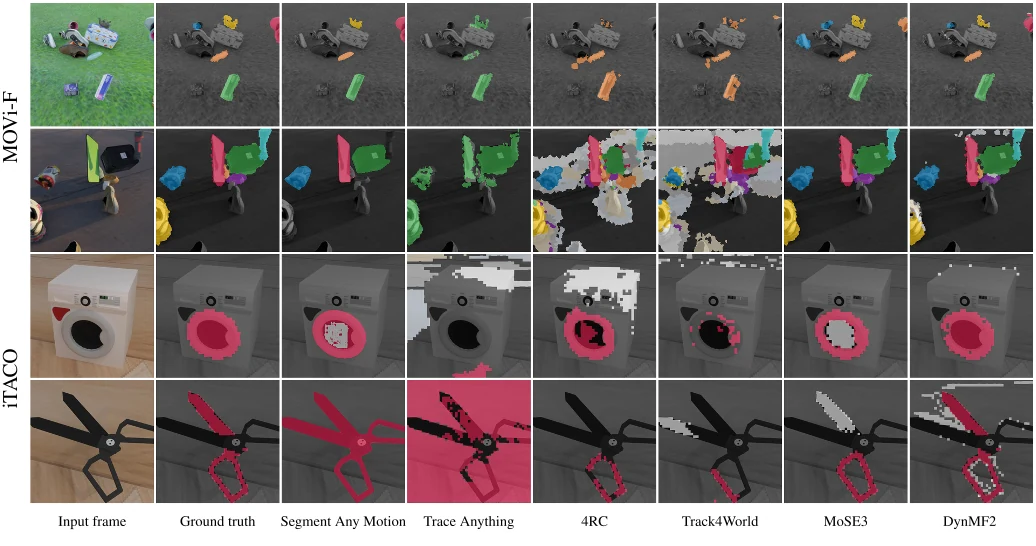 MOVi-F
iTACO
Input frame
Ground truth
Segment Any Motion
Trace Anything
4RC
Track4World
MoSE3
DynMF2